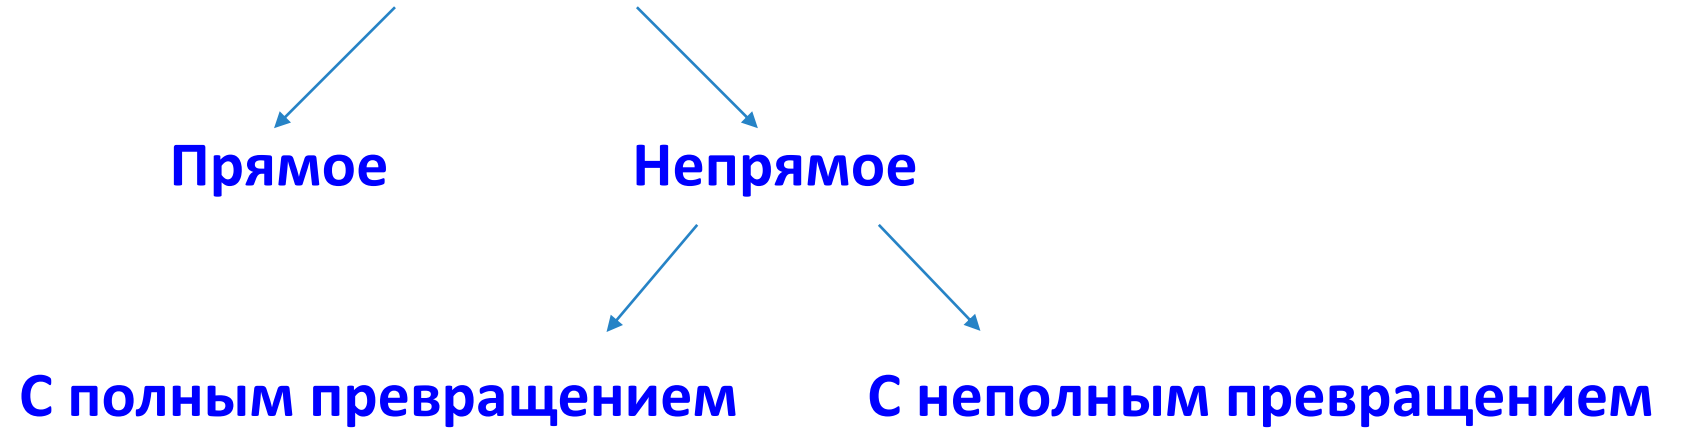 Прямое Непрямое
С полным превращением С неполным превращением